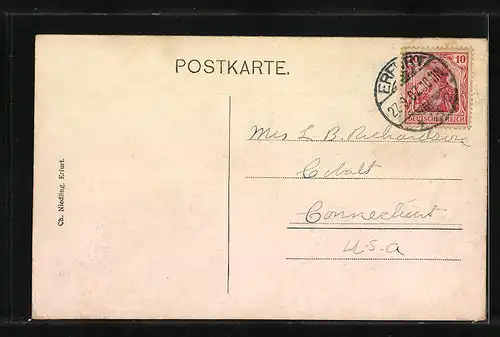 POSTKARTE.
ERFURT
10
DEUTSCHES REICH
Mrs L. B. Richardson
Cobalt
Connecticut
U.S.A
Ch. Niedling, Erfurt.